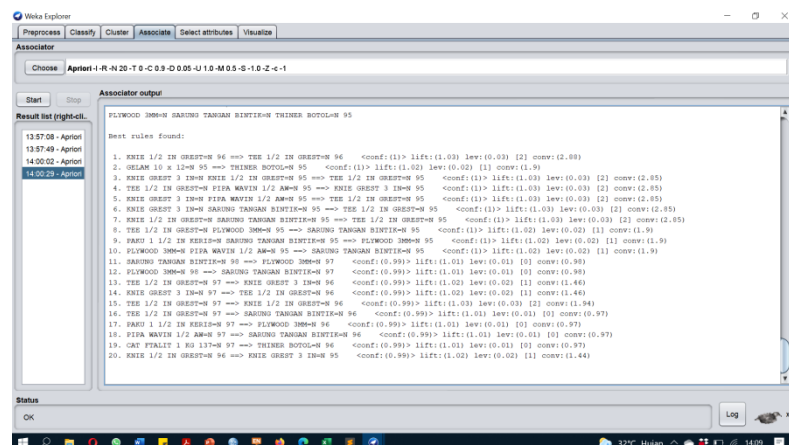 Weka Explorer
Preprocess Classify Cluster Associate Select attributes Visualize
Associator
Choose Apriori -I -R -N 20 -T 0 -C 0.9 -D 0.05 -U 1.0 -M 0.5 -S -1.0 -Z -c -1
Start Stop
Associator output
Result list (right-cli...
13:57:08 - Apriori
13:57:49 - Apriori
14:00:02 - Apriori
14:00:29 - Apriori
PLYWOOD 3MM=N SARUNG TANGAN BINTIK=N THINER BOTOL=N 95
Best rules found:
1. KNIE 1/2 IN GREST=N 96 ==> TEE 1/2 IN GREST=N 96 <conf:(1)> lift:(1.03) lev:(0.03) [2] conv:(2.88)
2. GELAM 10 x 12=N 95 ==> THINER BOTOL=N 95 <conf:(1)> lift:(1.02) lev:(0.02) [1] conv:(1.9)
3. KNIE GREST 3 IN=N KNIE 1/2 IN GREST=N 95 ==> TEE 1/2 IN GREST=N 95 <conf:(1)> lift:(1.03) lev:(0.03) [2] conv:(2.85)
4. TEE 1/2 IN GREST=N PIPA WAVIN 1/2 AW=N 95 ==> KNIE GREST 3 IN=N 95 <conf:(1)> lift:(1.03) lev:(0.03) [2] conv:(2.85)
5. KNIE GREST 3 IN=N PIPA WAVIN 1/2 AW=N 95 ==> TEE 1/2 IN GREST=N 95 <conf:(1)> lift:(1.03) lev:(0.03) [2] conv:(2.85)
6. KNIE GREST 3 IN=N SARUNG TANGAN BINTIK=N 95 ==> TEE 1/2 IN GREST=N 95 <conf:(1)> lift:(1.03) lev:(0.03) [2] conv:(2.85)
7. KNIE 1/2 IN GREST=N SARUNG TANGAN BINTIK=N 95 ==> TEE 1/2 IN GREST=N 95 <conf:(1)> lift:(1.03) lev:(0.03) [2] conv:(2.85)
8. TEE 1/2 IN GREST=N PLYWOOD 3MM=N 95 ==> SARUNG TANGAN BINTIK=N 95 <conf:(1)> lift:(1.02) lev:(0.02) [1] conv:(1.9)
9. PAKU 1 1/2 IN KERIS=N SARUNG TANGAN BINTIK=N 95 ==> PLYWOOD 3MM=N 95 <conf:(1)> lift:(1.02) lev:(0.02) [1] conv:(1.9)
10. PLYWOOD 3MM=N PIPA WAVIN 1/2 AW=N 95 ==> SARUNG TANGAN BINTIK=N 95 <conf:(1)> lift:(1.02) lev:(0.02) [1] conv:(1.9)
11. SARUNG TANGAN BINTIK=N 98 ==> PLYWOOD 3MM=N 97 <conf:(0.99)> lift:(1.01) lev:(0.01) [0] conv:(0.98)
12. PLYWOOD 3MM=N 98 ==> SARUNG TANGAN BINTIK=N 97 <conf:(0.99)> lift:(1.01) lev:(0.01) [0] conv:(0.98)
13. TEE 1/2 IN GREST=N 97 ==> KNIE GREST 3 IN=N 96 <conf:(0.99)> lift:(1.02) lev:(0.02) [1] conv:(1.46)
14. KNIE GREST 3 IN=N 97 ==> TEE 1/2 IN GREST=N 96 <conf:(0.99)> lift:(1.02) lev:(0.02) [1] conv:(1.46)
15. TEE 1/2 IN GREST=N 97 ==> KNIE 1/2 IN GREST=N 96 <conf:(0.99)> lift:(1.03) lev:(0.03) [2] conv:(1.94)
16. TEE 1/2 IN GREST=N 97 ==> SARUNG TANGAN BINTIK=N 96 <conf:(0.99)> lift:(1.01) lev:(0.01) [0] conv:(0.97)
17. PAKU 1 1/2 IN KERIS=N 97 ==> PLYWOOD 3MM=N 96 <conf:(0.99)> lift:(1.01) lev:(0.01) [0] conv:(0.97)
18. PIPA WAVIN 1/2 AW=N 97 ==> SARUNG TANGAN BINTIK=N 96 <conf:(0.99)> lift:(1.01) lev:(0.01) [0] conv:(0.97)
19. CAT FTALIT 1 KG 137=N 97 ==> THINER BOTOL=N 96 <conf:(0.99)> lift:(1.01) lev:(0.01) [0] conv:(0.97)
20. KNIE 1/2 IN GREST=N 96 ==> KNIE GREST 3 IN=N 95 <conf:(0.99)> lift:(1.02) lev:(0.02) [1] conv:(1.44)
Status
OK
Log
x
32°C Hujan 14:09